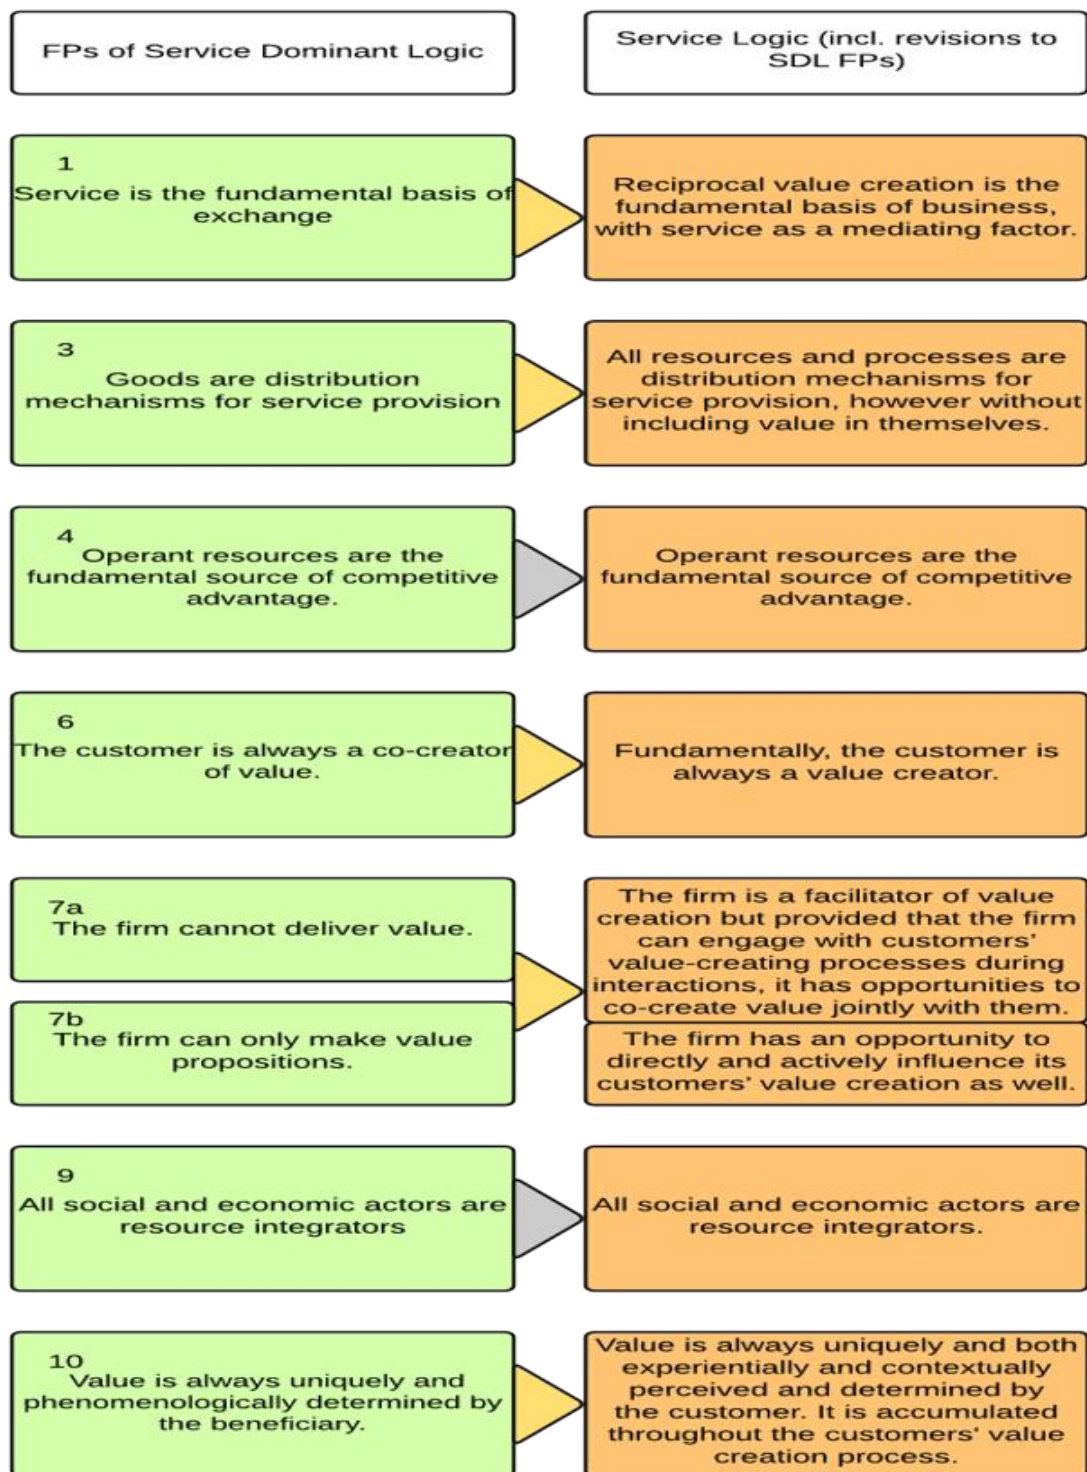 FPs of Service Dominant Logic
Service Logic (incl. revisions to
SDL FPs)
1
Service is the fundamental basis of
exchange
Reciprocal value creation is the
fundamental basis of business,
with service as a mediating factor.
3
Goods are distribution
mechanisms for service provision
All resources and processes are
distribution mechanisms for
service provision, however without
including value in themselves.
4
Operant resources are the
fundamental source of competitive
advantage.
Operant resources are the
fundamental source of competitive
advantage.
6
The customer is always a co-creator
of value.
Fundamentally, the customer is
always a value creator.
7a
The firm cannot deliver value.
7b
The firm can only make value
propositions.
The firm is a facilitator of value
creation but provided that the firm
can engage with customers'
value-creating processes during
interactions, it has opportunities to
co-create value jointly with them.
The firm has an opportunity to
directly and actively influence its
customers' value creation as well.
9
All social and economic actors are
resource integrators
All social and economic actors are
resource integrators.
10
Value is always uniquely and
phenomenologically determined by
the beneficiary.
Value is always uniquely and both
experientially and contextually
perceived and determined by
the customer. It is accumulated
throughout the customers' value
creation process.